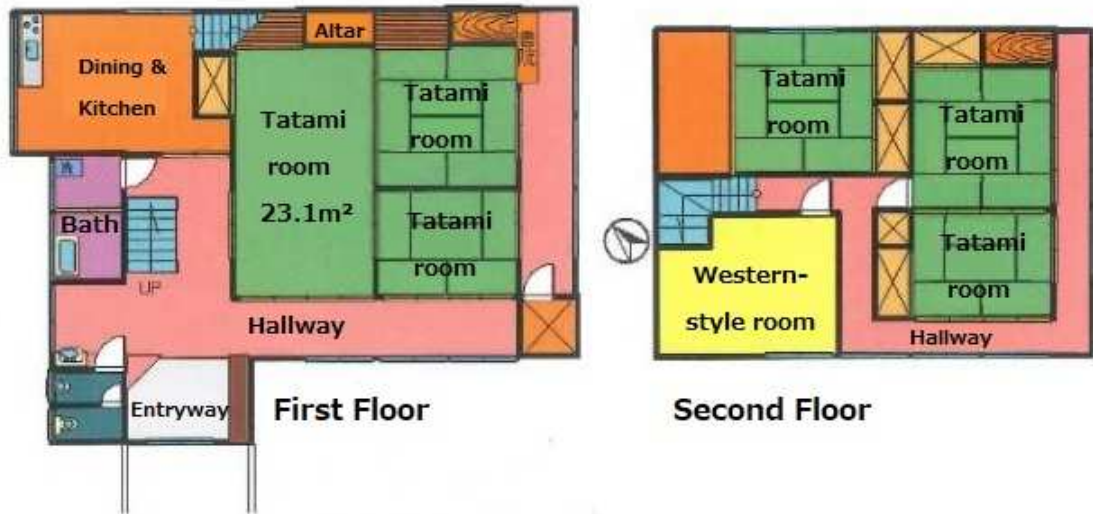 Altar
Dining &
Kitchen
Tatami
room
23.1m²
Tatami
room
Tatami
room
Bath
UP
Hallway
Entryway
First Floor
Tatami
room
Tatami
room
Tatami
room
Western-
style room
Hallway
Second Floor